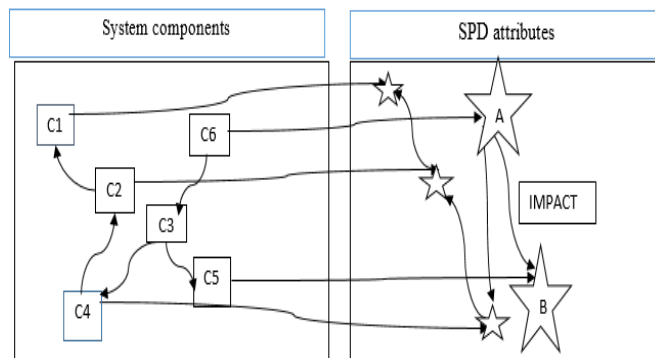 System components
SPD attributes
C1
C6
A
C2
IMPACT
C3
C5
B
C4